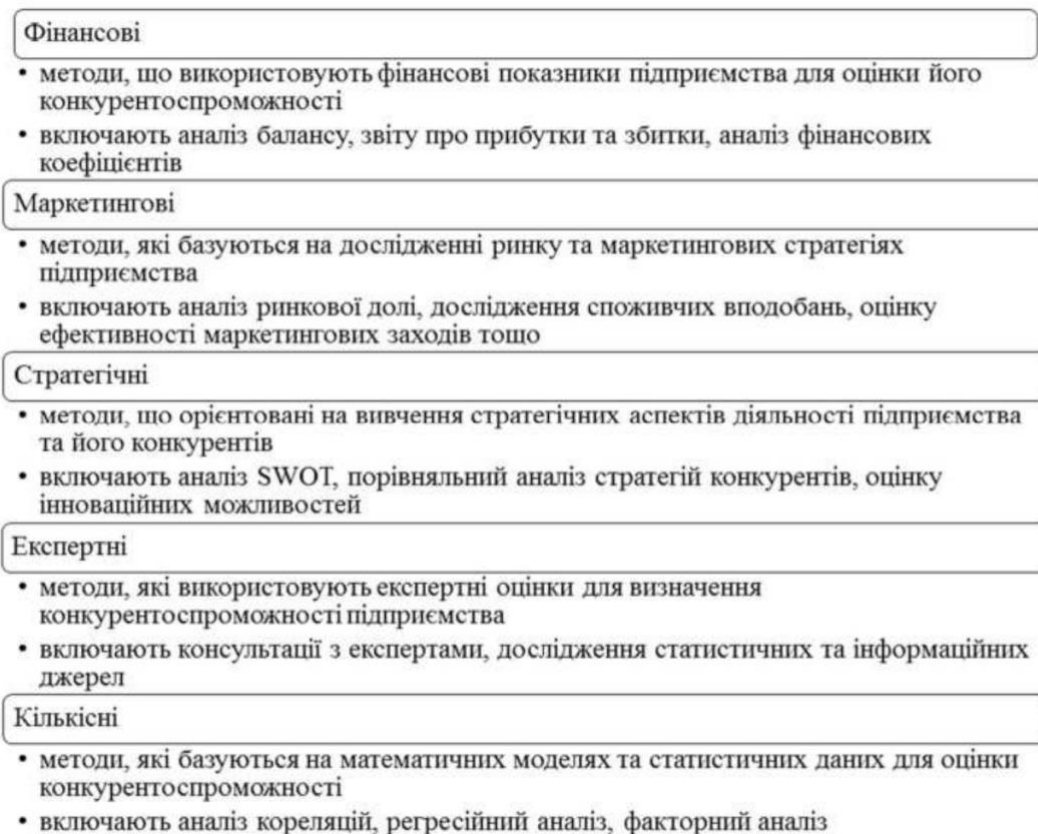 Фінансові
• методи, що використовують фінансові показники підприємства для оцінки його
конкурентоспроможності
• включають аналіз балансу, звіту про прибутки та збитки, аналіз фінансових
коефіцієнтів
Маркетингові
• методи, які базуються на дослідженні ринку та маркетингових стратегіях
підприємства
• включають аналіз ринкової долі, дослідження споживчих вподобань, оцінку
ефективності маркетингових заходів тощо
Стратегічні
• методи, що орієнтовані на вивчення стратегічних аспектів діяльності підприємства
та його конкурентів
• включають аналіз SWOT, порівняльний аналіз стратегій конкурентів, оцінку
інноваційних можливостей
Експертні
• методи, які використовують експертні оцінки для визначення
конкурентоспроможності підприємства
• включають консультації з експертами, дослідження статистичних та інформаційних
джерел
Кількісні
• методи, які базуються на математичних моделях та статистичних даних для оцінки
конкурентоспроможності
• включають аналіз кореляцій, регресійний аналіз, факторний аналіз